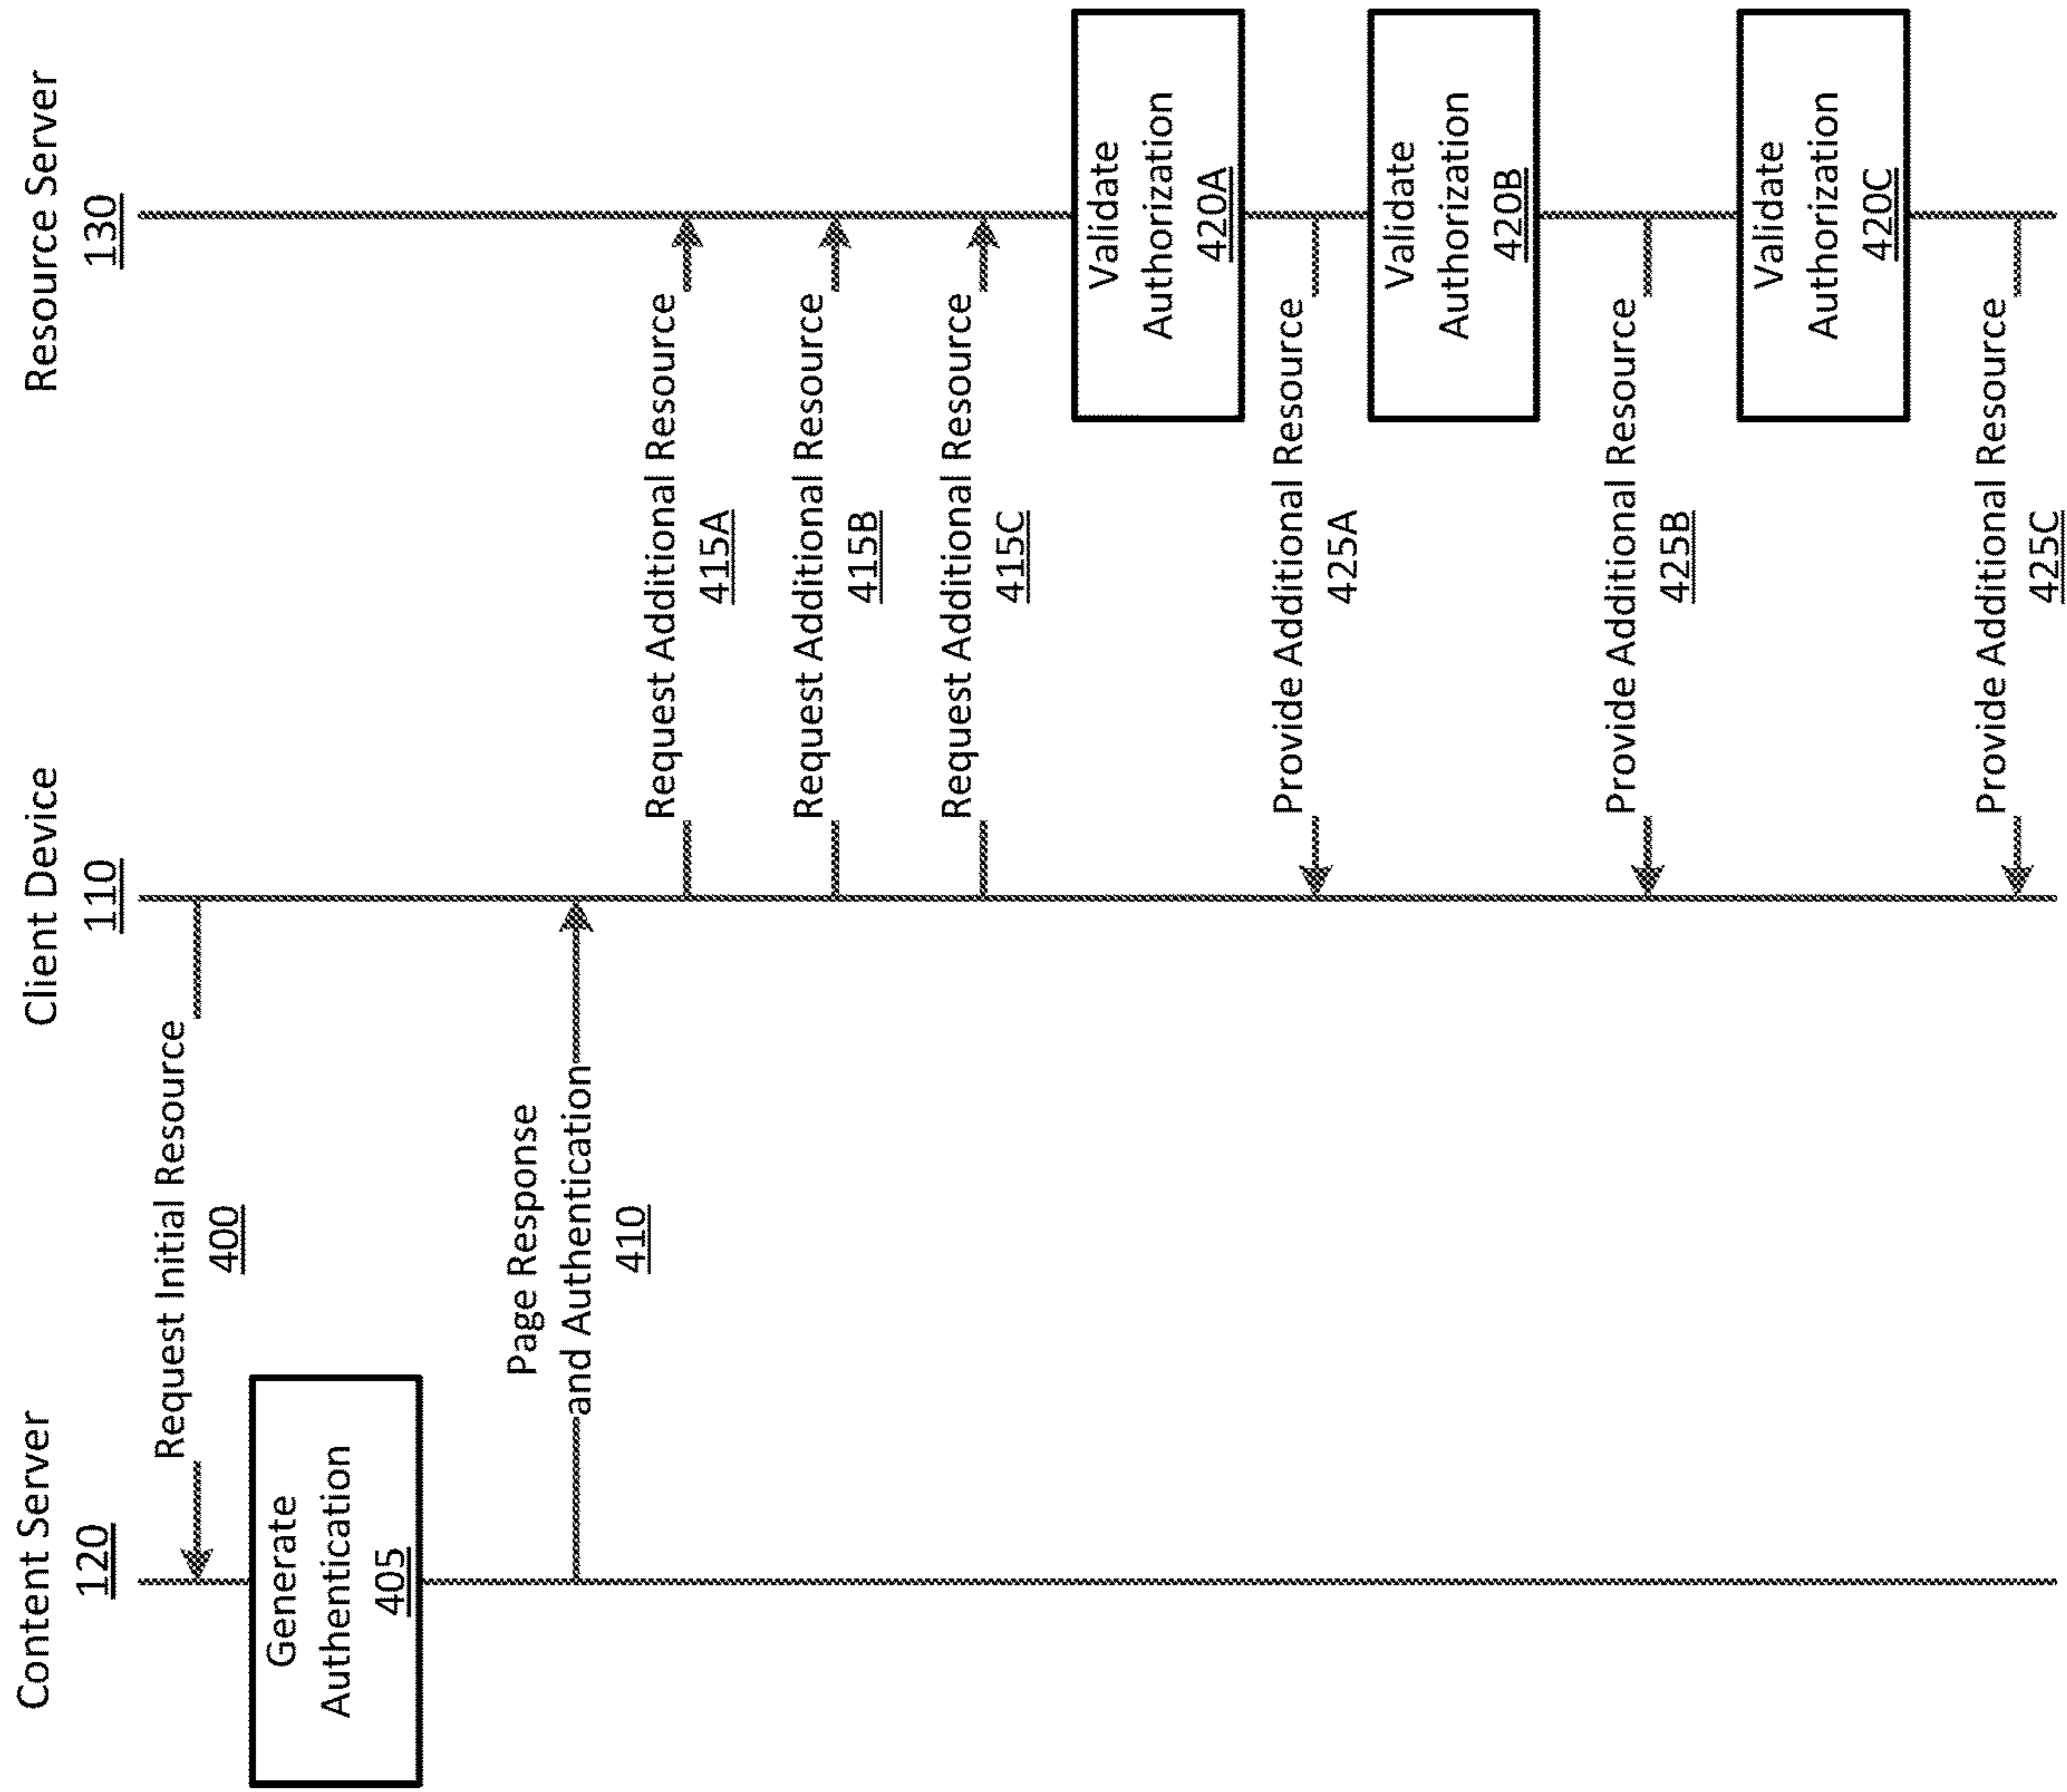 Content Server
120
Client Device
110
Resource Server
130
Request Initial Resource
400
Generate
Authentication
405
Page Response
and Authentication
410
Request Additional Resource
415A
Request Additional Resource
415B
Request Additional Resource
415C
Validate
Authorization
420A
Provide Additional Resource
425A
Validate
Authorization
420B
Provide Additional Resource
425B
Validate
Authorization
420C
Provide Additional Resource
425C